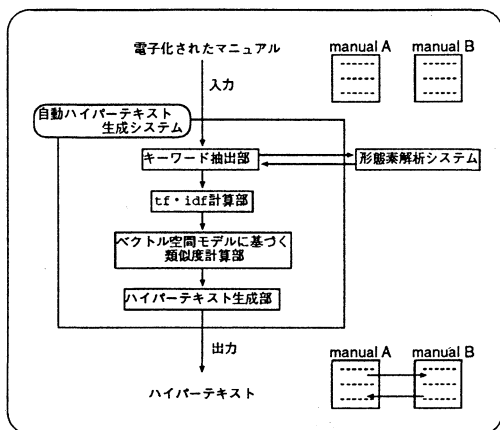 電子化されたマニュアル
manual A
manual B
入力
自動ハイパーテキスト
生成システム
キーワード抽出部
形態素解析システム
tf・idf計算部
ベクトル空間モデルに基づく
類似度計算部
ハイパーテキスト生成部
出力
manual A
manual B
ハイパーテキスト